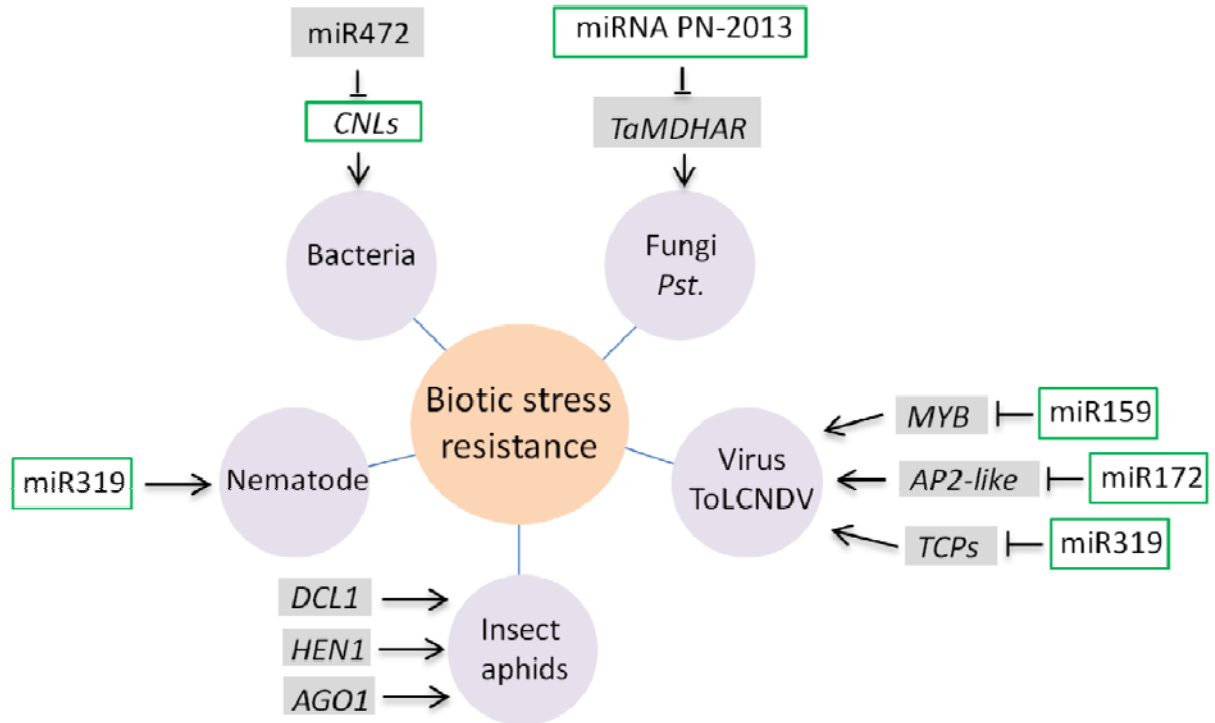 miR472
miRNA PN-2013
CNLs
TaMDHAR
Bacteria
Fungi
Pst.
Biotic stress
resistance
MYB
miR159
Virus
ToLCNDV
AP2-like
miR172
TCPs
miR319
miR319
Nematode
DCL1
HEN1
AGO1
Insect
aphids